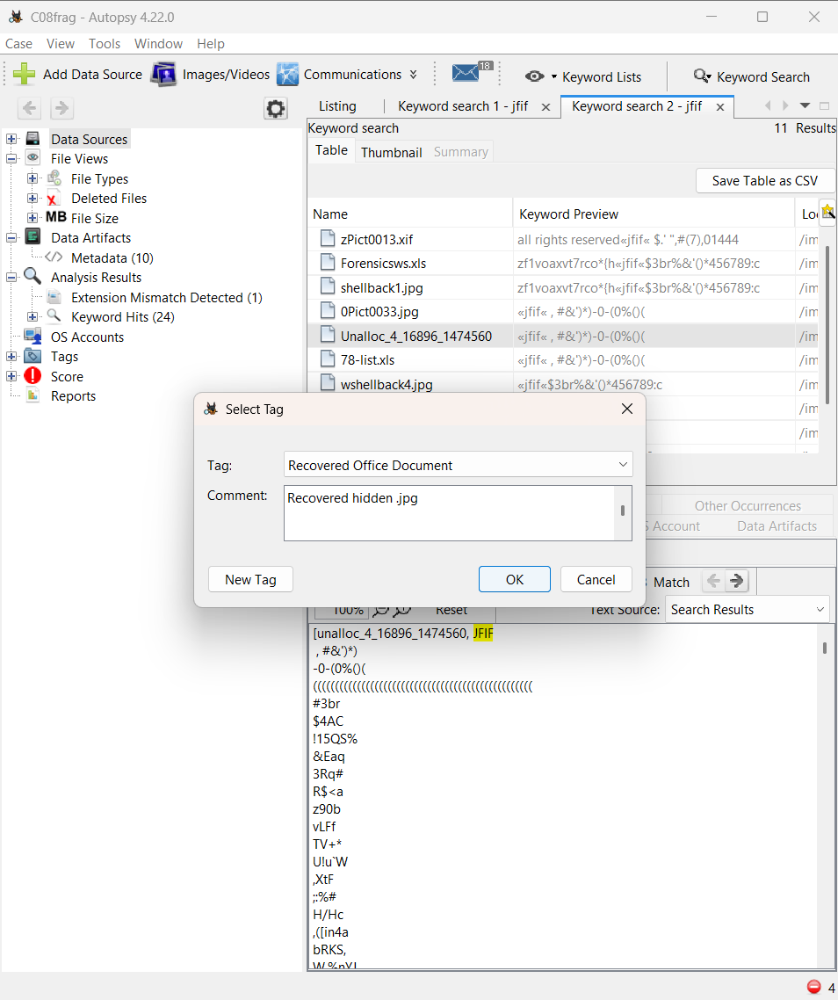 C08frag - Autopsy 4.22.0
Case View Tools Window Help
Add Data Source Images/Videos Communications 18 Keyword Lists Keyword Search
Listing Keyword search 1 - jfif Keyword search 2 - jfif
Keyword search 11 Results
Table Thumbnail Summary
Save Table as CSV
Data Sources
File Views
File Types
Deleted Files
MB File Size
Data Artifacts
Metadata (10)
Analysis Results
Extension Mismatch Detected (1)
Keyword Hits (24)
OS Accounts
Tags
Score
Reports
Name Keyword Preview
zPict0013.xif all rights reserved«jfif« $.' ",#(7),01444 /im
Forensicsws.xls zf1voaxvt7rco*{h«jfif«$3br%&'()*456789:c /im
shellback1.jpg zf1voaxvt7rco*{h«jfif«$3br%&'()*456789:c /im
0Pict0033.jpg «jfif« , #&')*)-0-(0%()( /im
Unalloc_4_16896_1474560 «jfif« , #&')*)-0-(0%()( /im
78-list.xls «jfif« , #&')*)-0-(0%()( /im
wshellback4.jpg «jfif«$3br%&'()*456789:c /im
/im
/im
Select Tag
Tag: Recovered Office Document
Comment: Recovered hidden .jpg
New Tag OK Cancel
Other Occurrences
Account Data Artifacts
Match
100% Reset Text Source: Search Results
[unalloc_4_16896_1474560, JFIF
, #&')*)
-0-(0%()(
((((((((((((((((((((((((((((((((((((((((((((((((((
#3br
$4AC
!15QS%
&Eaq
3Rq#
R$<a
z90b
vLFf
TV+*
U!u`W
,XtF
;:%#
H/Hc
,([in4a
bRKS,
4